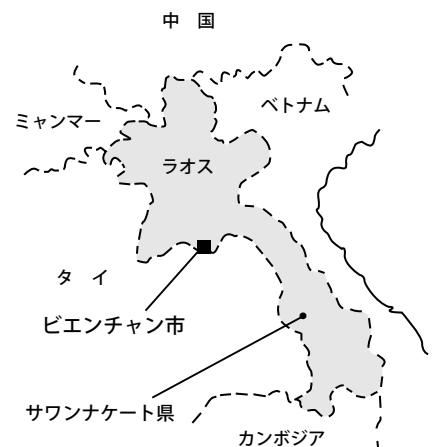 中 国
ベトナム
ミャンマー
ラオス
タ イ
ビエンチャン市
サワンナケート県
カンボジア